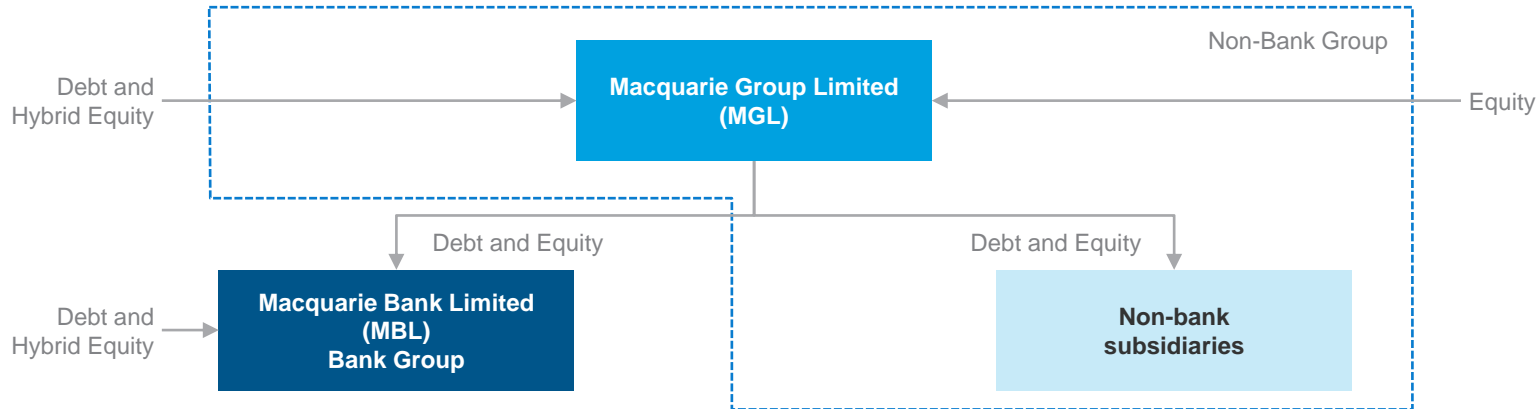 Non-Bank Group
Debt and
Hybrid Equity
Macquarie Group Limited
(MGL)
Equity
Debt and Equity
Debt and Equity
Debt and
Hybrid Equity
Macquarie Bank Limited
(MBL)
Bank Group
Non-bank
subsidiaries